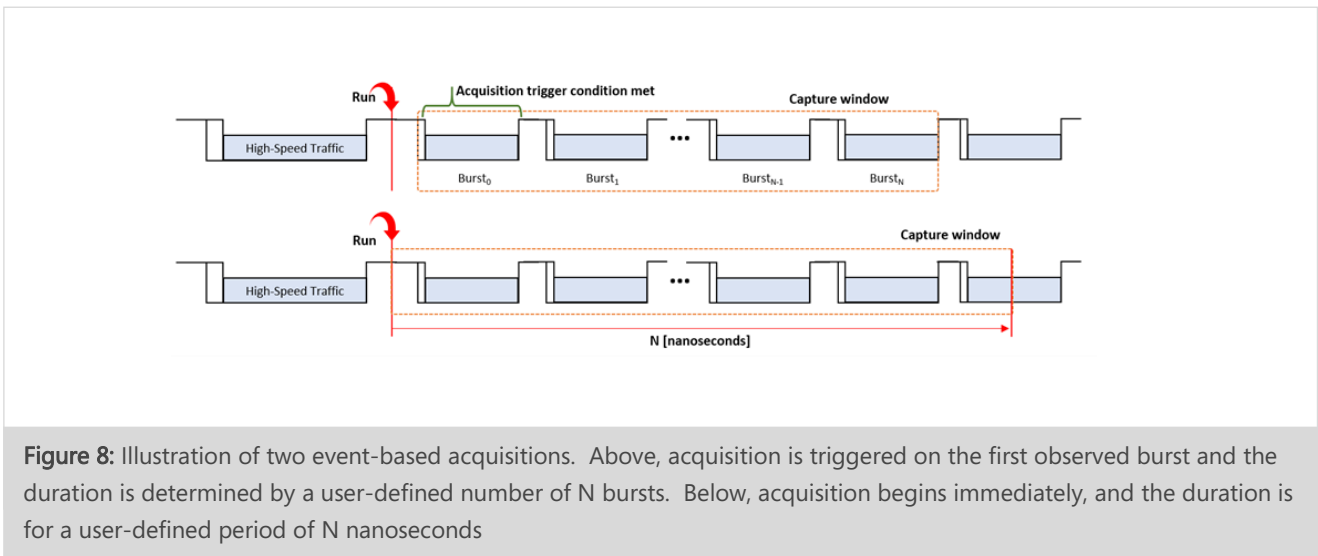 Run
Acquisition trigger condition met
Capture window
High-Speed Traffic
•••
Burst0
Burst1
BurstN-1
BurstN
Run
Capture window
High-Speed Traffic
•••
N [nanoseconds]
Figure 8: Illustration of two event-based acquisitions.  Above, acquisition is triggered on the first observed burst and the
duration is determined by a user-defined number of N bursts.  Below, acquisition begins immediately, and the duration is
for a user-defined period of N nanoseconds